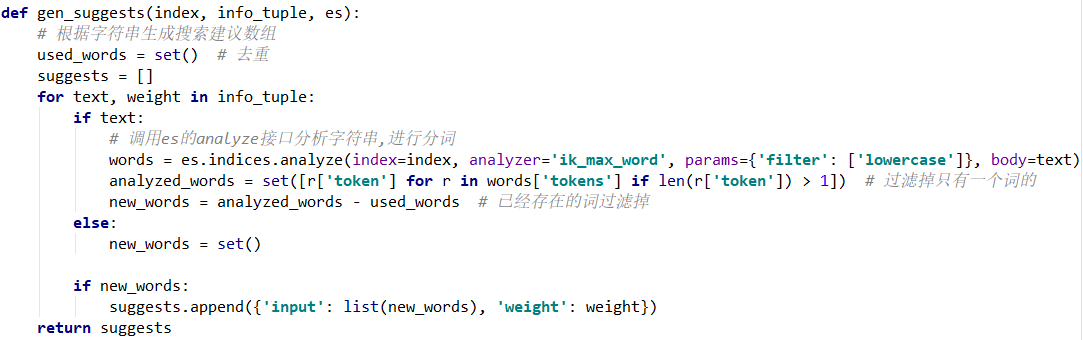 def gen_suggests(index, info_tuple, es):
    # 根据字符串生成搜索建议数组
    used_words = set()  # 去重
    suggests = []
    for text, weight in info_tuple:
        if text:
            # 调用es的analyze接口分析字符串,进行分词
            words = es.indices.analyze(index=index, analyzer='ik_max_word', params={'filter': ['lowercase']}, body=text)
            analyzed_words = set([r['token'] for r in words['tokens'] if len(r['token']) > 1])  # 过滤掉只有一个词的
            new_words = analyzed_words - used_words  # 已经存在的词过滤掉
        else:
            new_words = set()

        if new_words:
            suggests.append({'input': list(new_words), 'weight': weight})
    return suggests